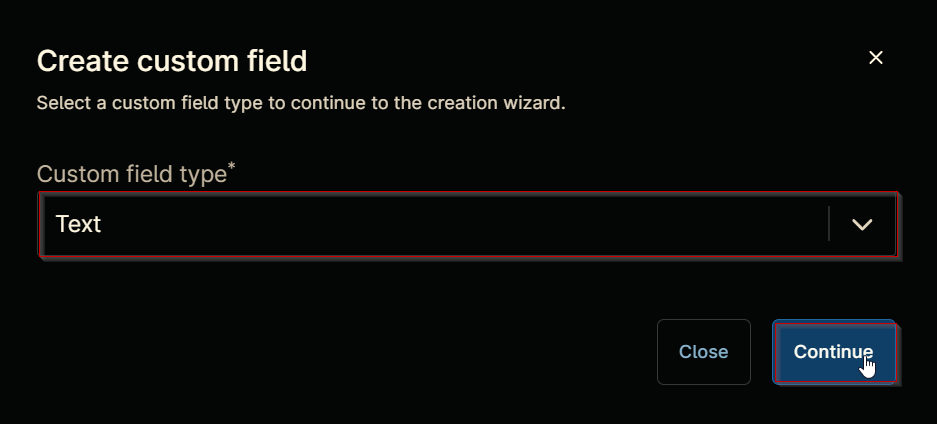 Create custom field
Select a custom field type to continue to the creation wizard.
Custom field type*
Text
Close
Continue